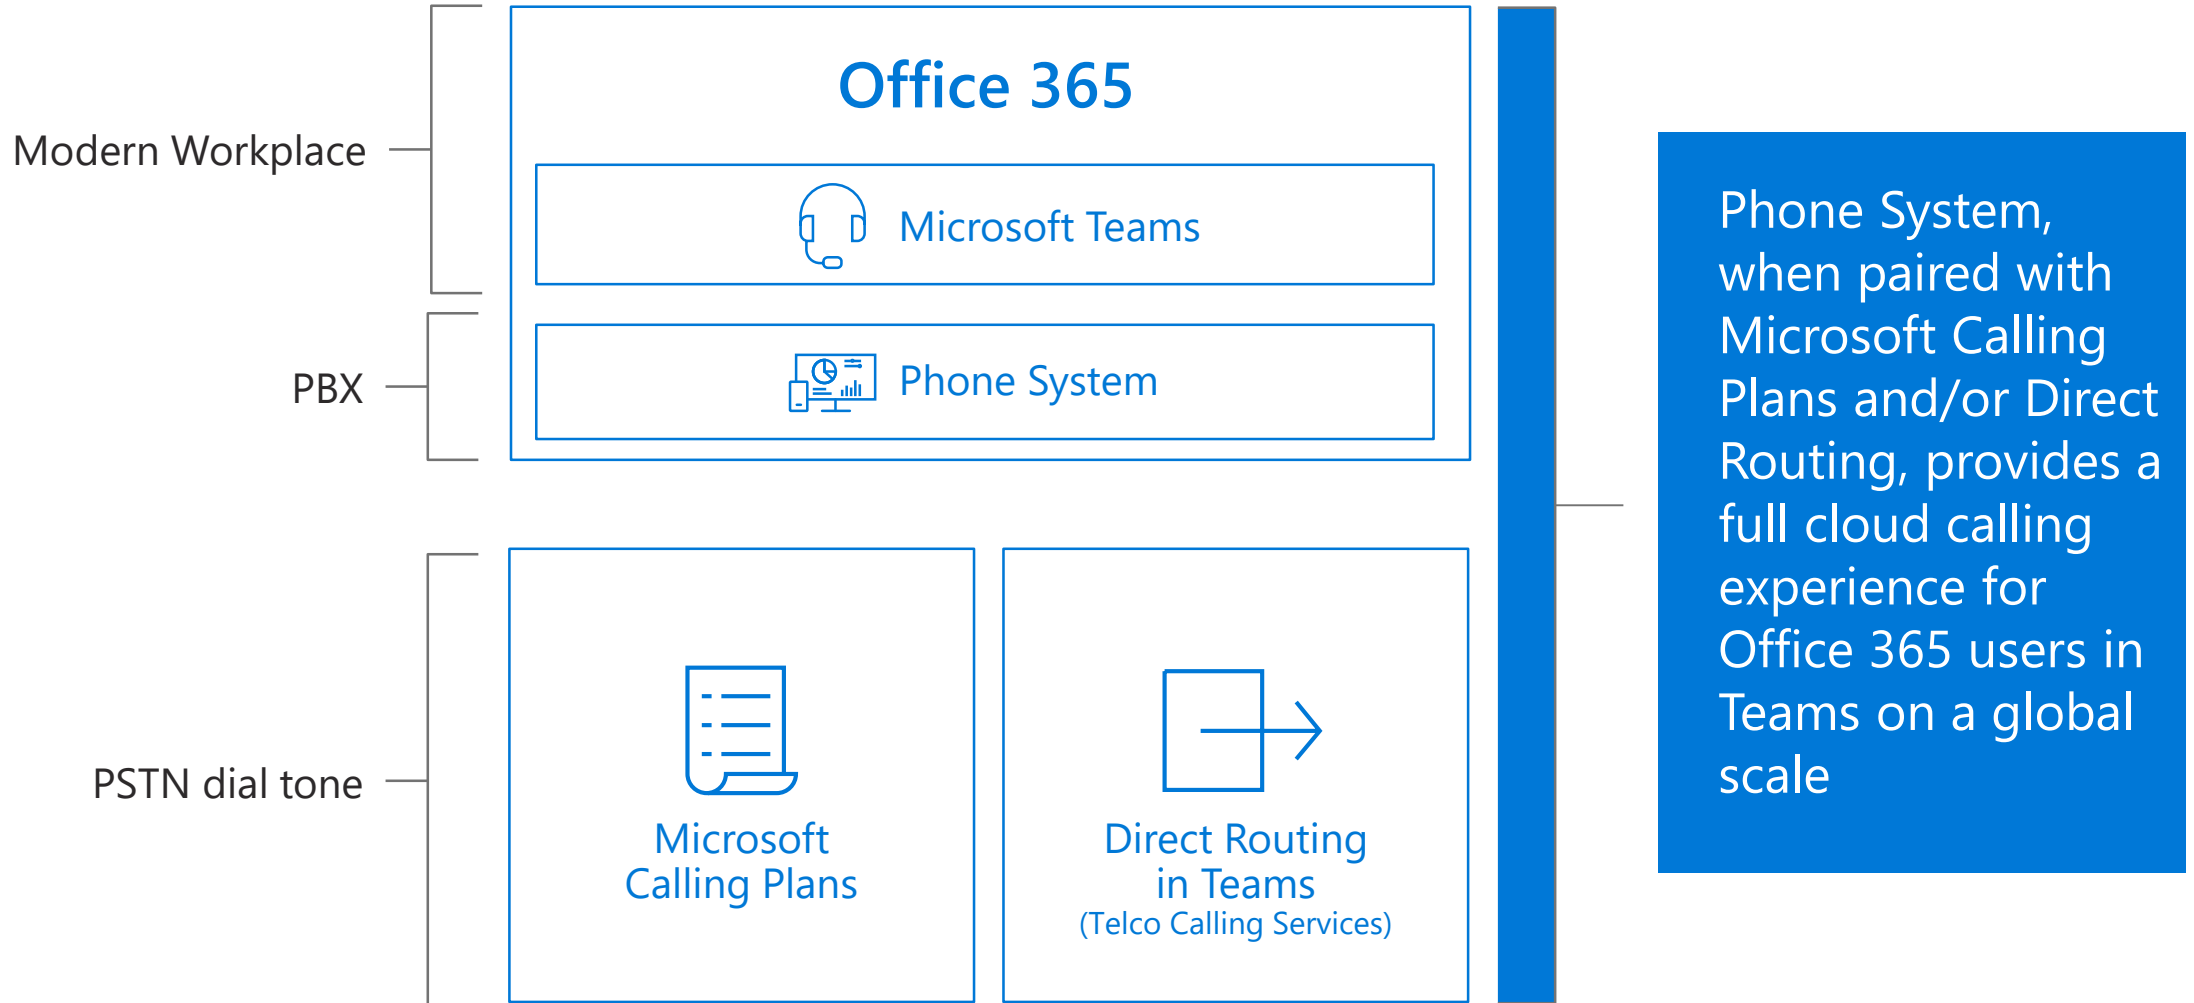 Office 365
Modern Workplace
Microsoft Teams
PBX
Phone System
PSTN dial tone
Microsoft
Calling Plans
Direct Routing
in Teams
(Telco Calling Services)
Phone System,
when paired with
Microsoft Calling
Plans and/or Direct
Routing, provides a
full cloud calling
experience for
Office 365 users in
Teams on a global
scale